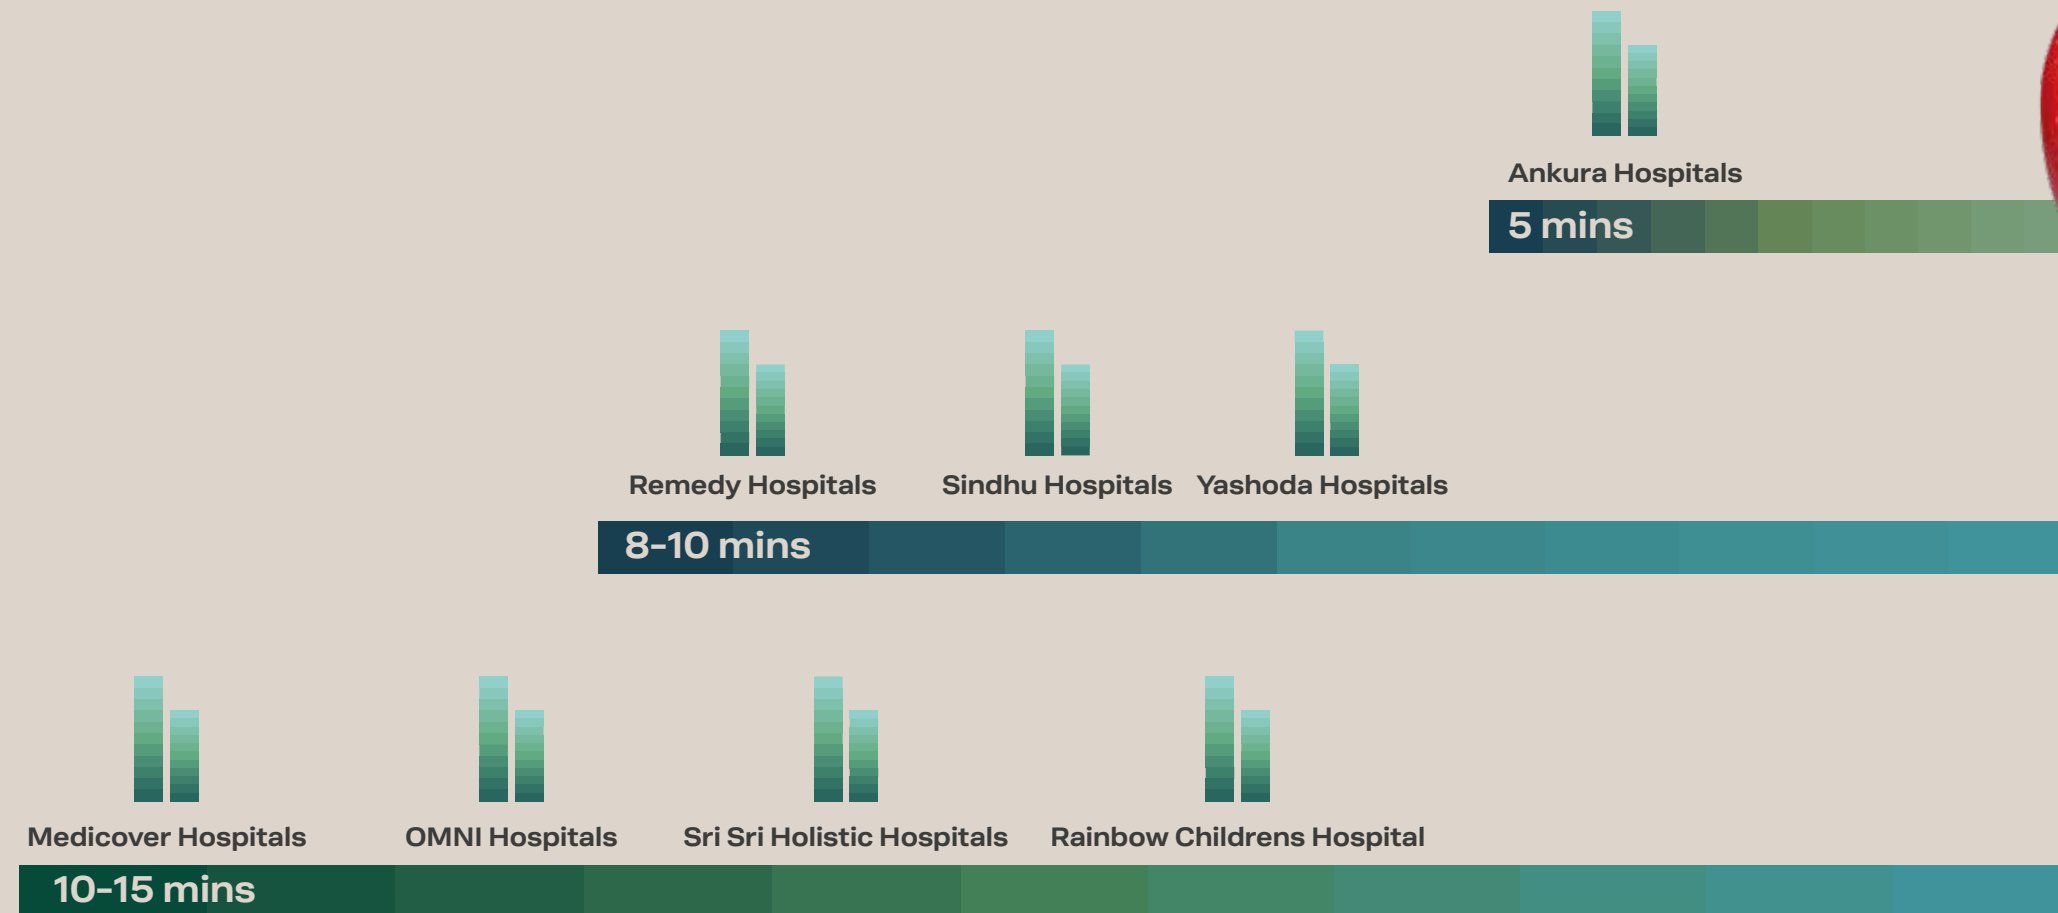 Ankura Hospitals
5 mins
Remedy Hospitals
Sindhu Hospitals
Yashoda Hospitals
8-10 mins
Medicover Hospitals
OMNI Hospitals
Sri Sri Holistic Hospitals
Rainbow Childrens Hospital
10-15 mins